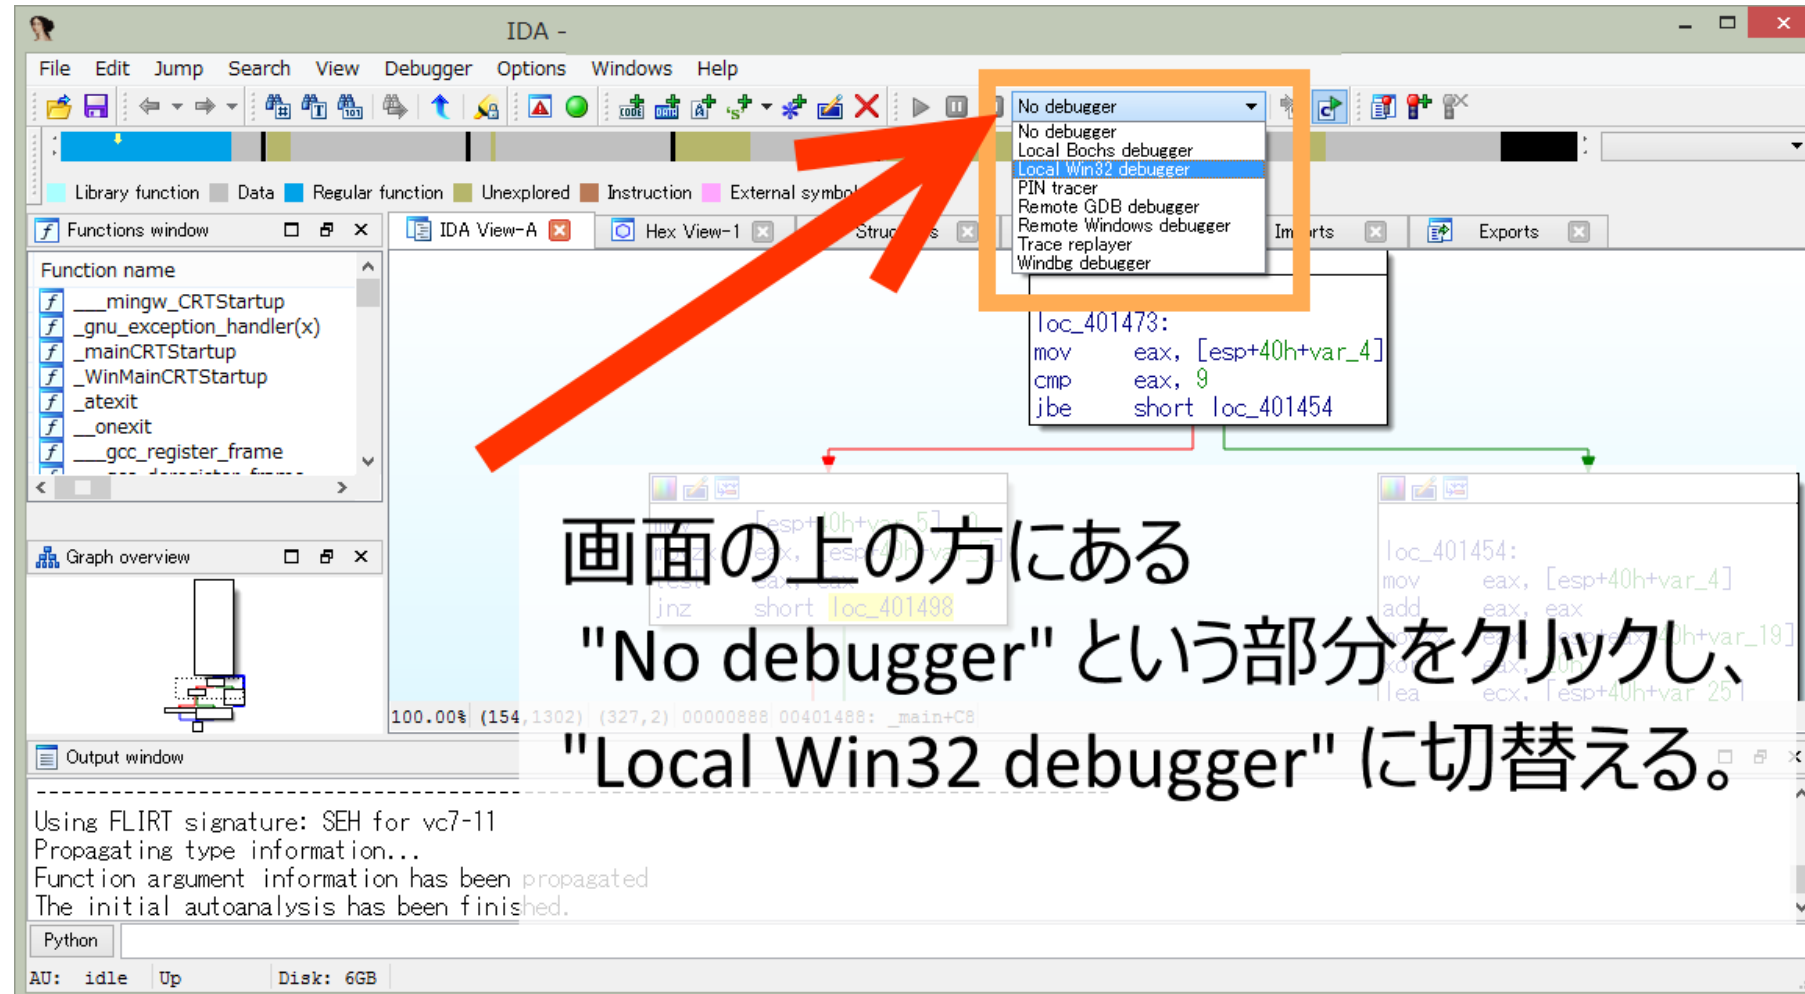 IDA -
File Edit Jump Search View Debugger Options Windows Help
No debugger
No debugger
Local Bochs debugger
Local Win32 debugger
PIN tracer
Remote GDB debugger
Remote Windows debugger
Trace replayer
Windbg debugger
Library function Data Regular function Unexplored Instruction External symbol
Functions window
IDA View-A Hex View-1 Exports
Function name
___mingw_CRTStartup
_gnu_exception_handler(x)
_mainCRTStartup
_WinMainCRTStartup
_atexit
__onexit
___gcc_register_frame
loc_401473:
mov eax, [esp+40h+var_4]
cmp eax, 9
jbe short loc_401454
jnz short loc_401498
loc_401454:
mov eax, [esp+40h+var_4]
add eax, eax
lea ecx, [esp+40h+var_25]
画面の上の方にある
"No debugger" という部分をクリックし、
"Local Win32 debugger" に切替える。
Graph overview
100.00% (154,1302) (327,2) 00000888 00401488: _main+C8
Output window
Using FLIRT signature: SEH for vc7-11
Propagating type information...
Function argument information has been propagated
The initial autoanalysis has been finished.
Python
AU: idle Up Disk: 6GB